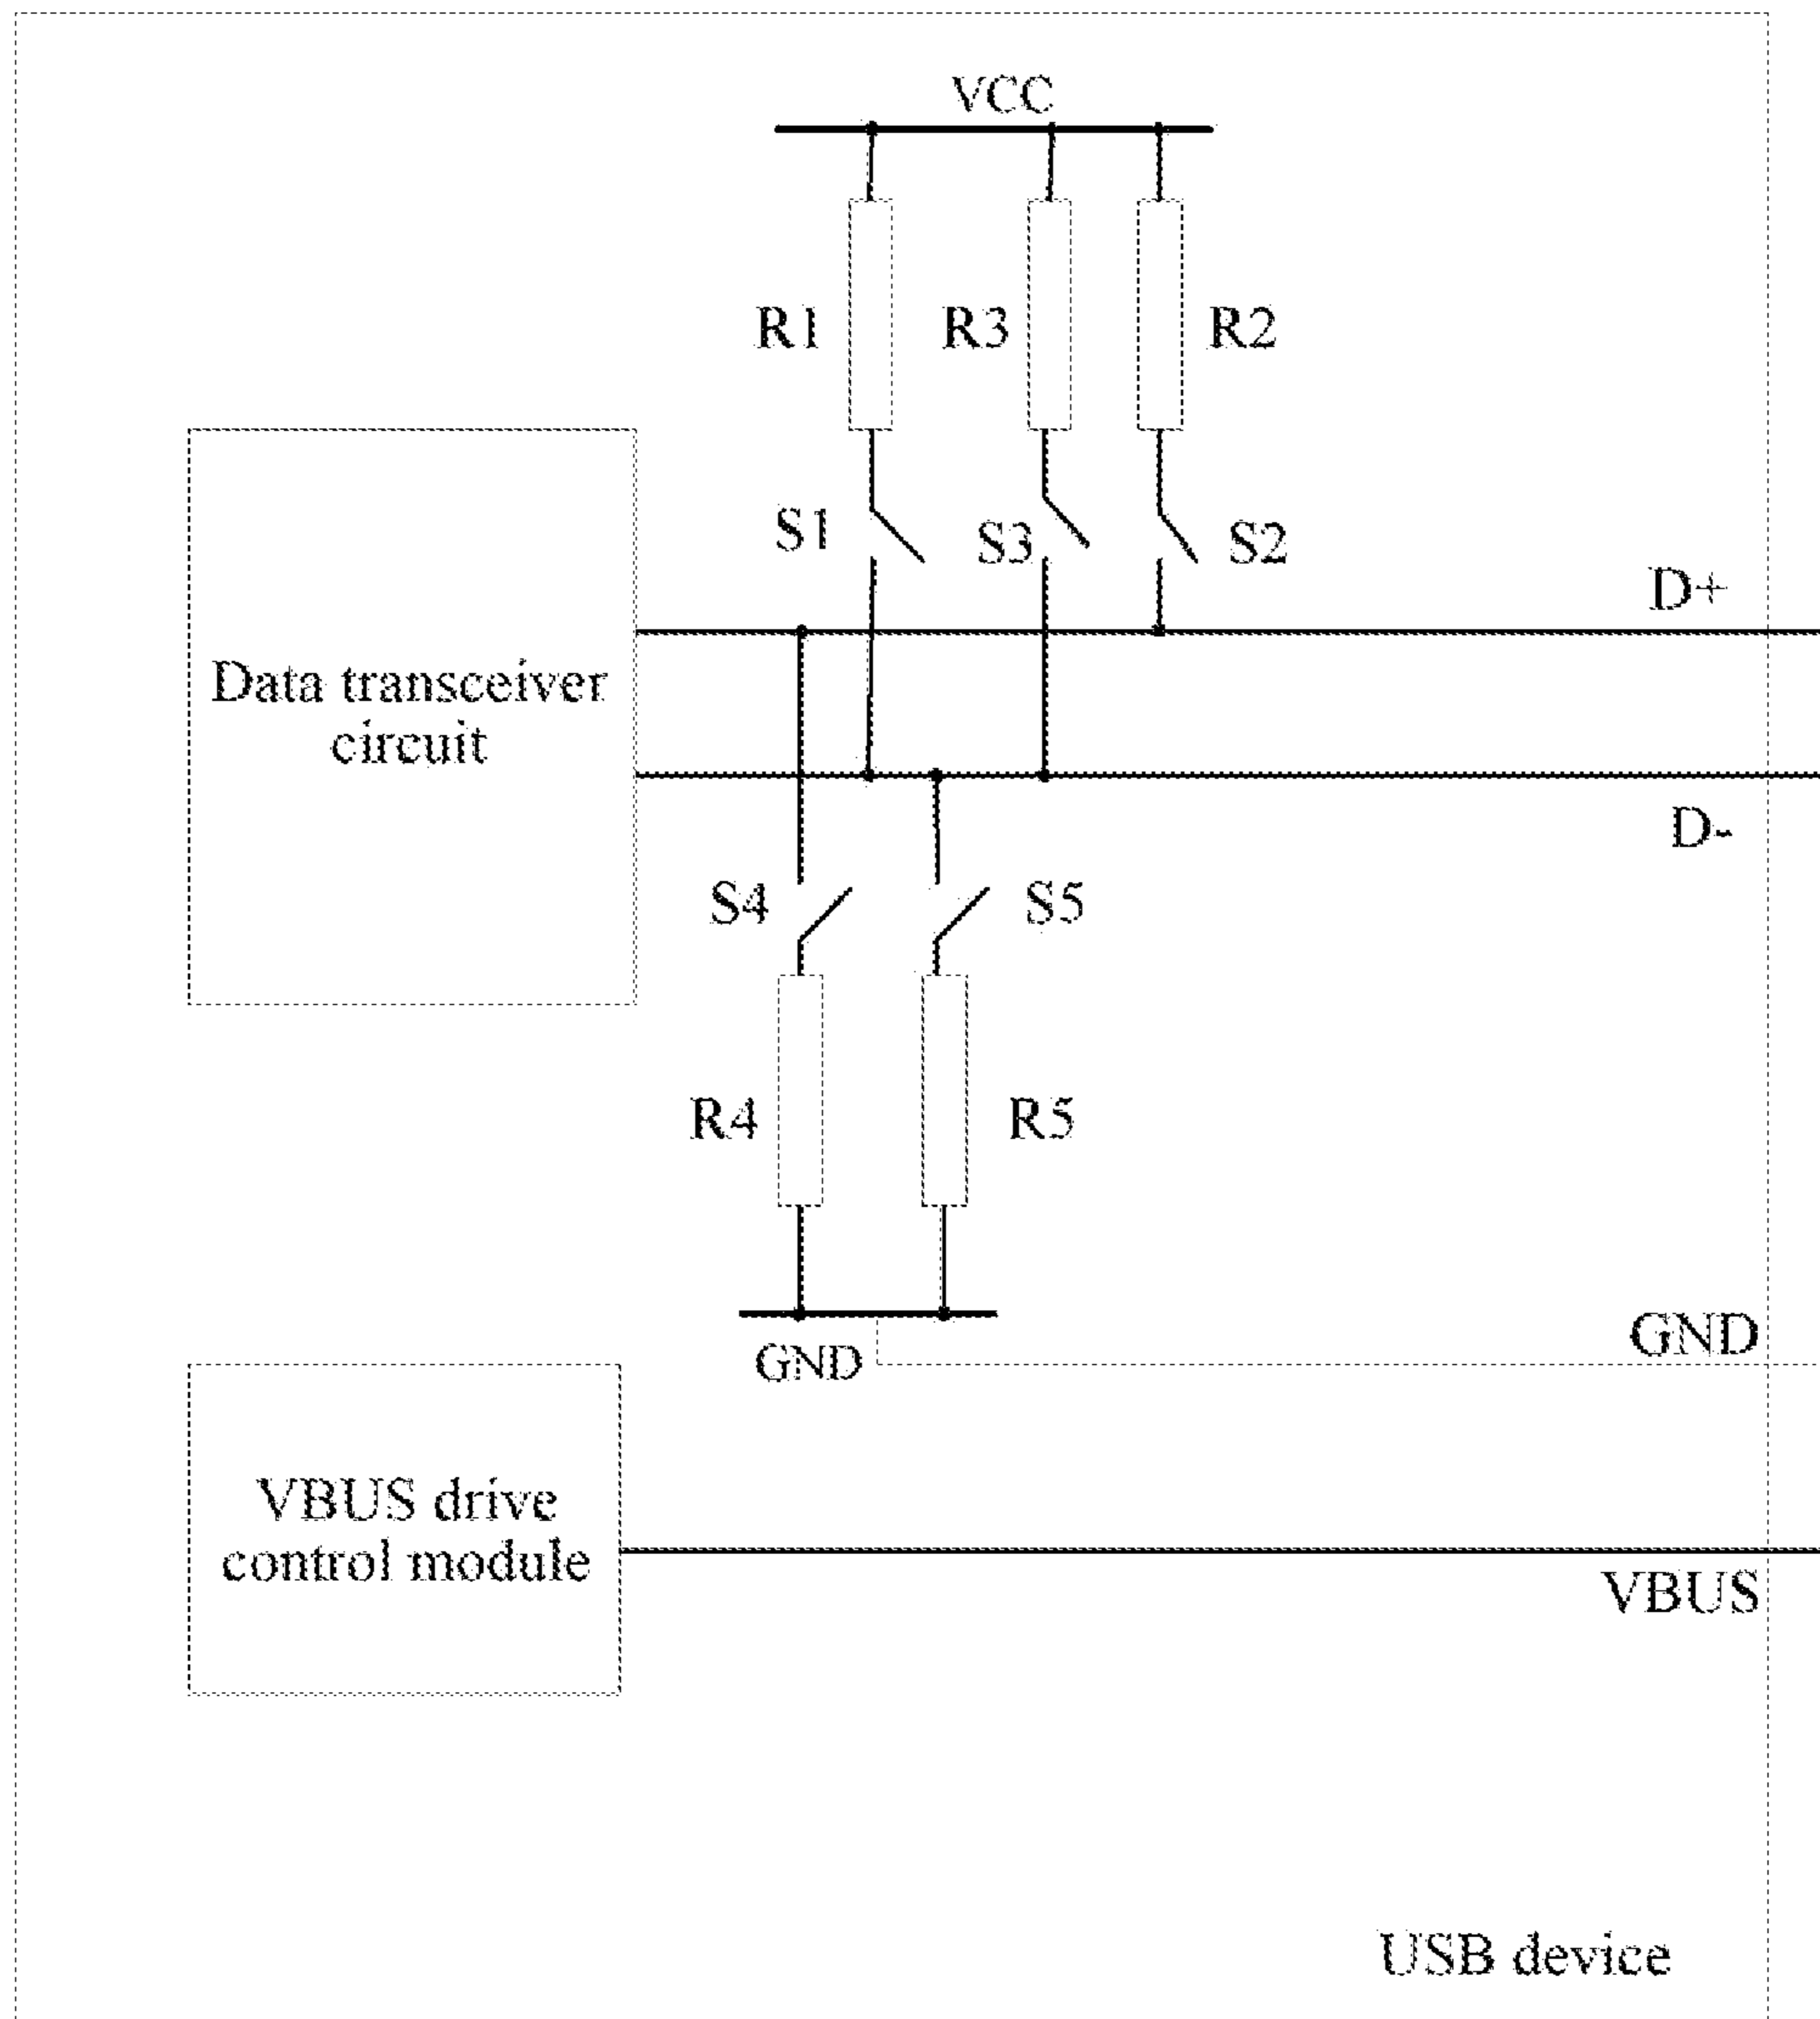 VCC
R1
R3
R2
S1
S3
S2
D+
Data transceiver
circuit
D-
S4
S5
R4
R5
GND
GND
VBUS drive
control module
VBUS
USB device